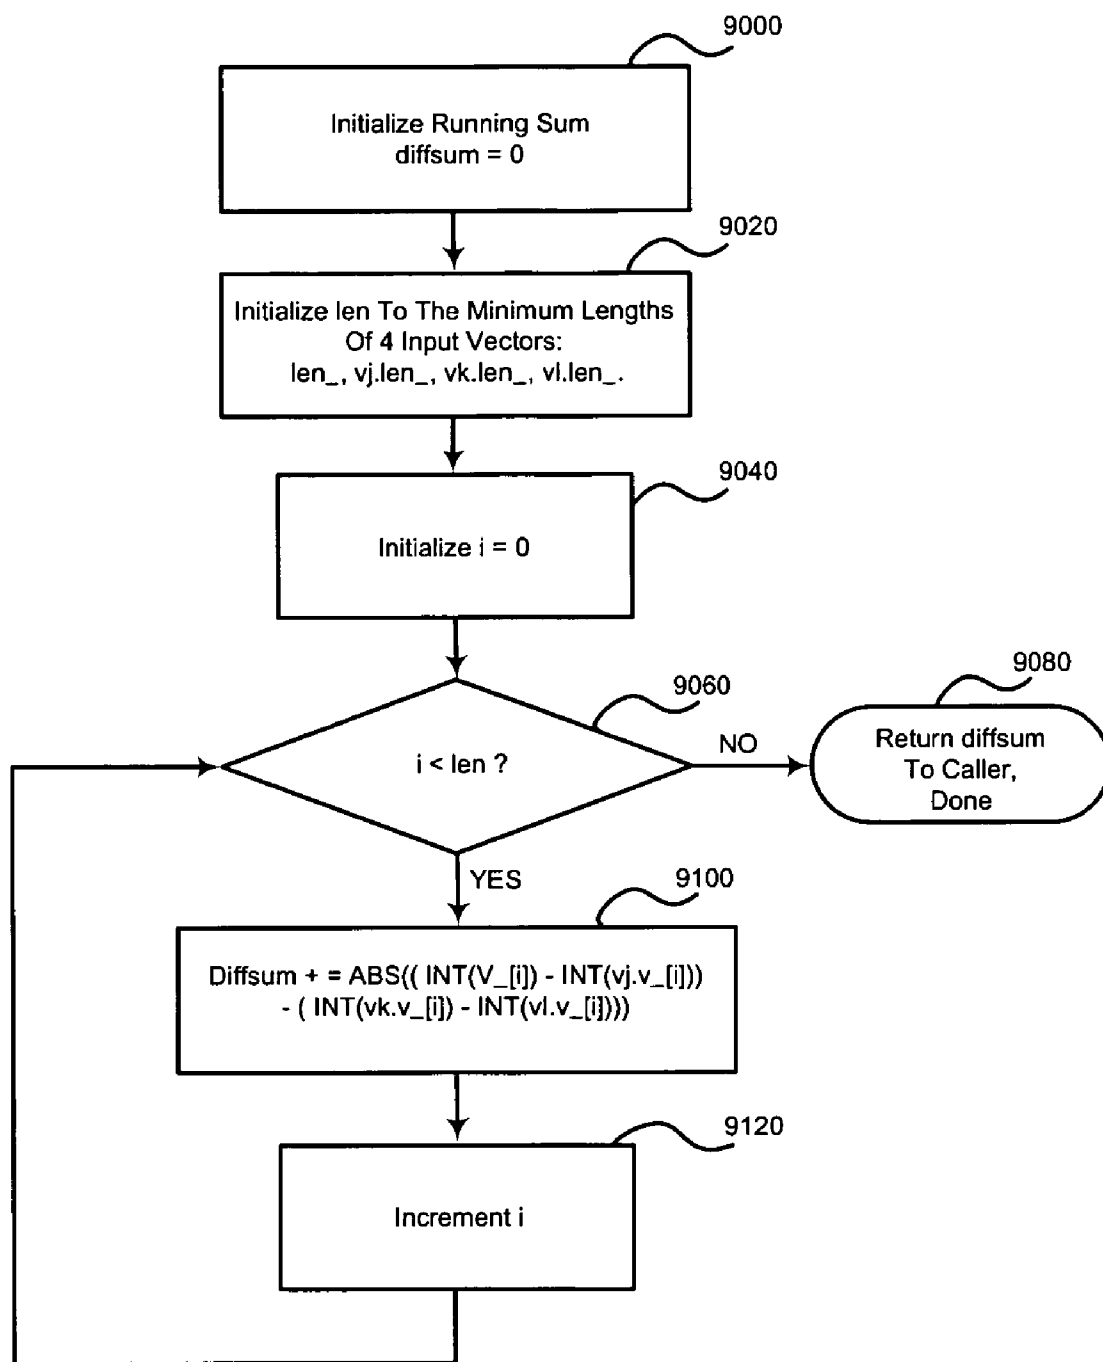 9000
Initialize Running Sum
diffsum = 0
9020
Initialize len To The Minimum Lengths
Of 4 Input Vectors:
len_, vj.len_, vk.len_, vl.len_.
9040
Initialize i = 0
9060
i < len ?
NO
9080
Return diffsum
To Caller,
Done
YES
9100
Diffsum + = ABS(( INT(V_[i]) - INT(vj.v_[i]))
- ( INT(vk.v_[i]) - INT(vl.v_[i])))
9120
Increment i